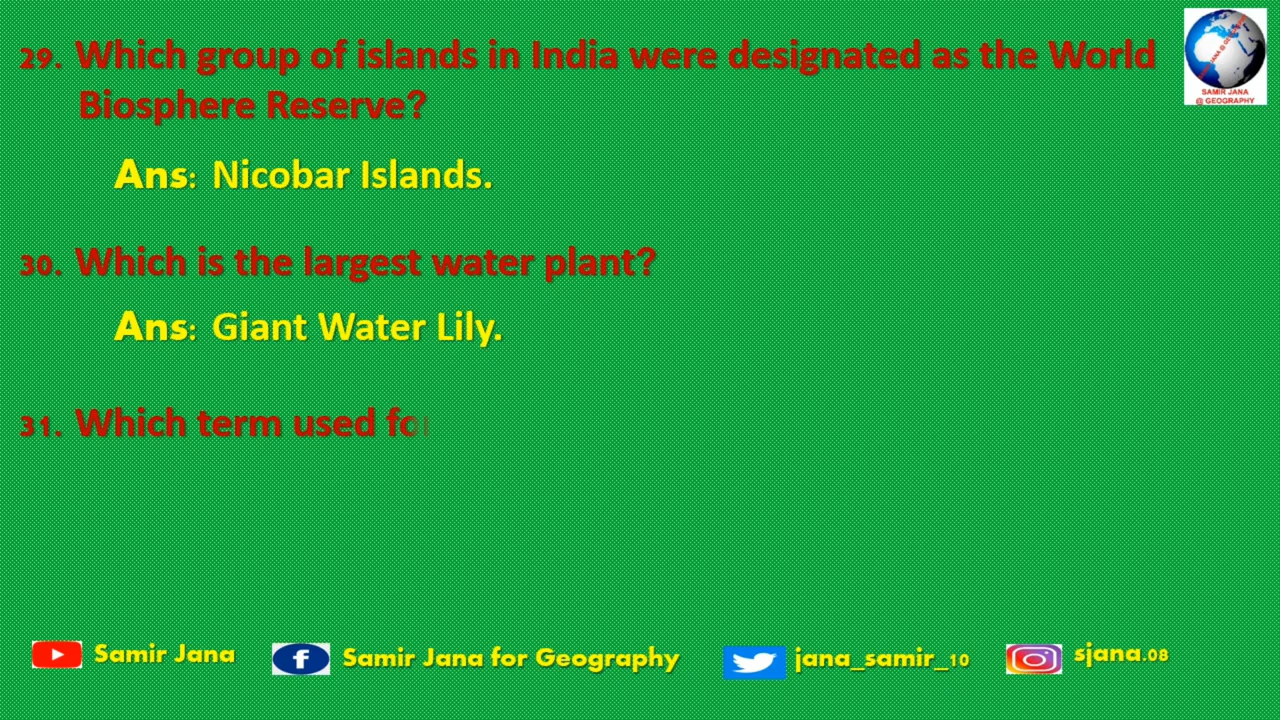 29. Which group of islands in India were designated as the World
Biosphere Reserve?
Ans: Nicobar Islands.
30. Which is the largest water plant?
Ans: Giant Water Lily.
31. Which term used for
SAMIR JANA
@ GEOGRAPHY
Samir Jana
Samir Jana for Geography
jana_samir_10
sjana.08